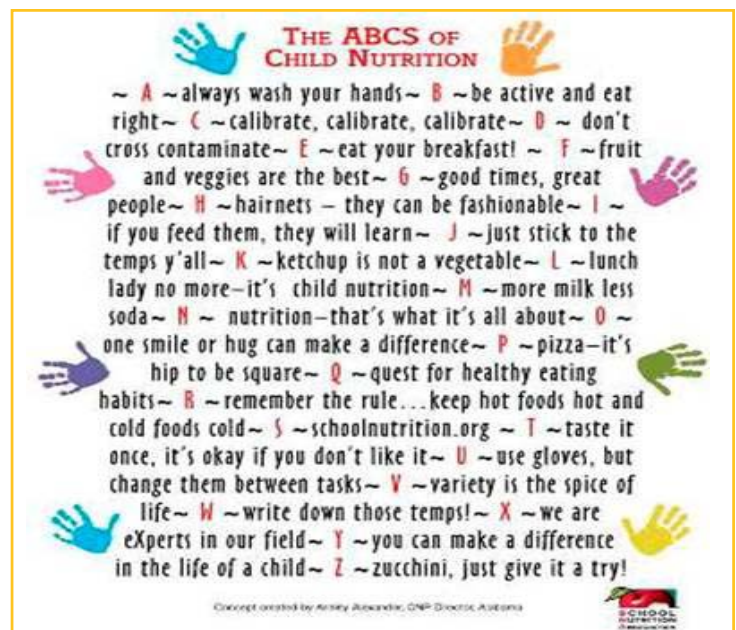 THE ABCS OF
CHILD NUTRITION
~ A ~always wash your hands~ B ~be active and eat
right~ C ~calibrate, calibrate, calibrate~ D ~ don't
cross contaminate~ E ~eat your breakfast! ~ F ~fruit
and veggies are the best~ G ~good times, great
people~ H ~hairnets – they can be fashionable~ I ~
if you feed them, they will learn~ J ~just stick to the
temps y'all~ K ~ketchup is not a vegetable~ L ~lunch
lady no more–it's child nutrition~ M ~more milk less
soda~ N ~ nutrition–that's what it's all about~ O ~
one smile or hug can make a difference~ P ~pizza–it's
hip to be square~ Q ~quest for healthy eating
habits~ R ~remember the rule...keep hot foods hot and
cold foods cold~ S ~schoolnutrition.org ~ T ~taste it
once, it's okay if you don't like it~ U ~use gloves, but
change them between tasks~ V ~variety is the spice of
life~ W ~write down those temps!~ X ~we are
eXperts in our field~ Y ~you can make a difference
in the life of a child~ Z ~zucchini, just give it a try!
Concept created by Alexander, CNP Director, Alabama
SCHOOL
NUTRITION
ASSOCIATION